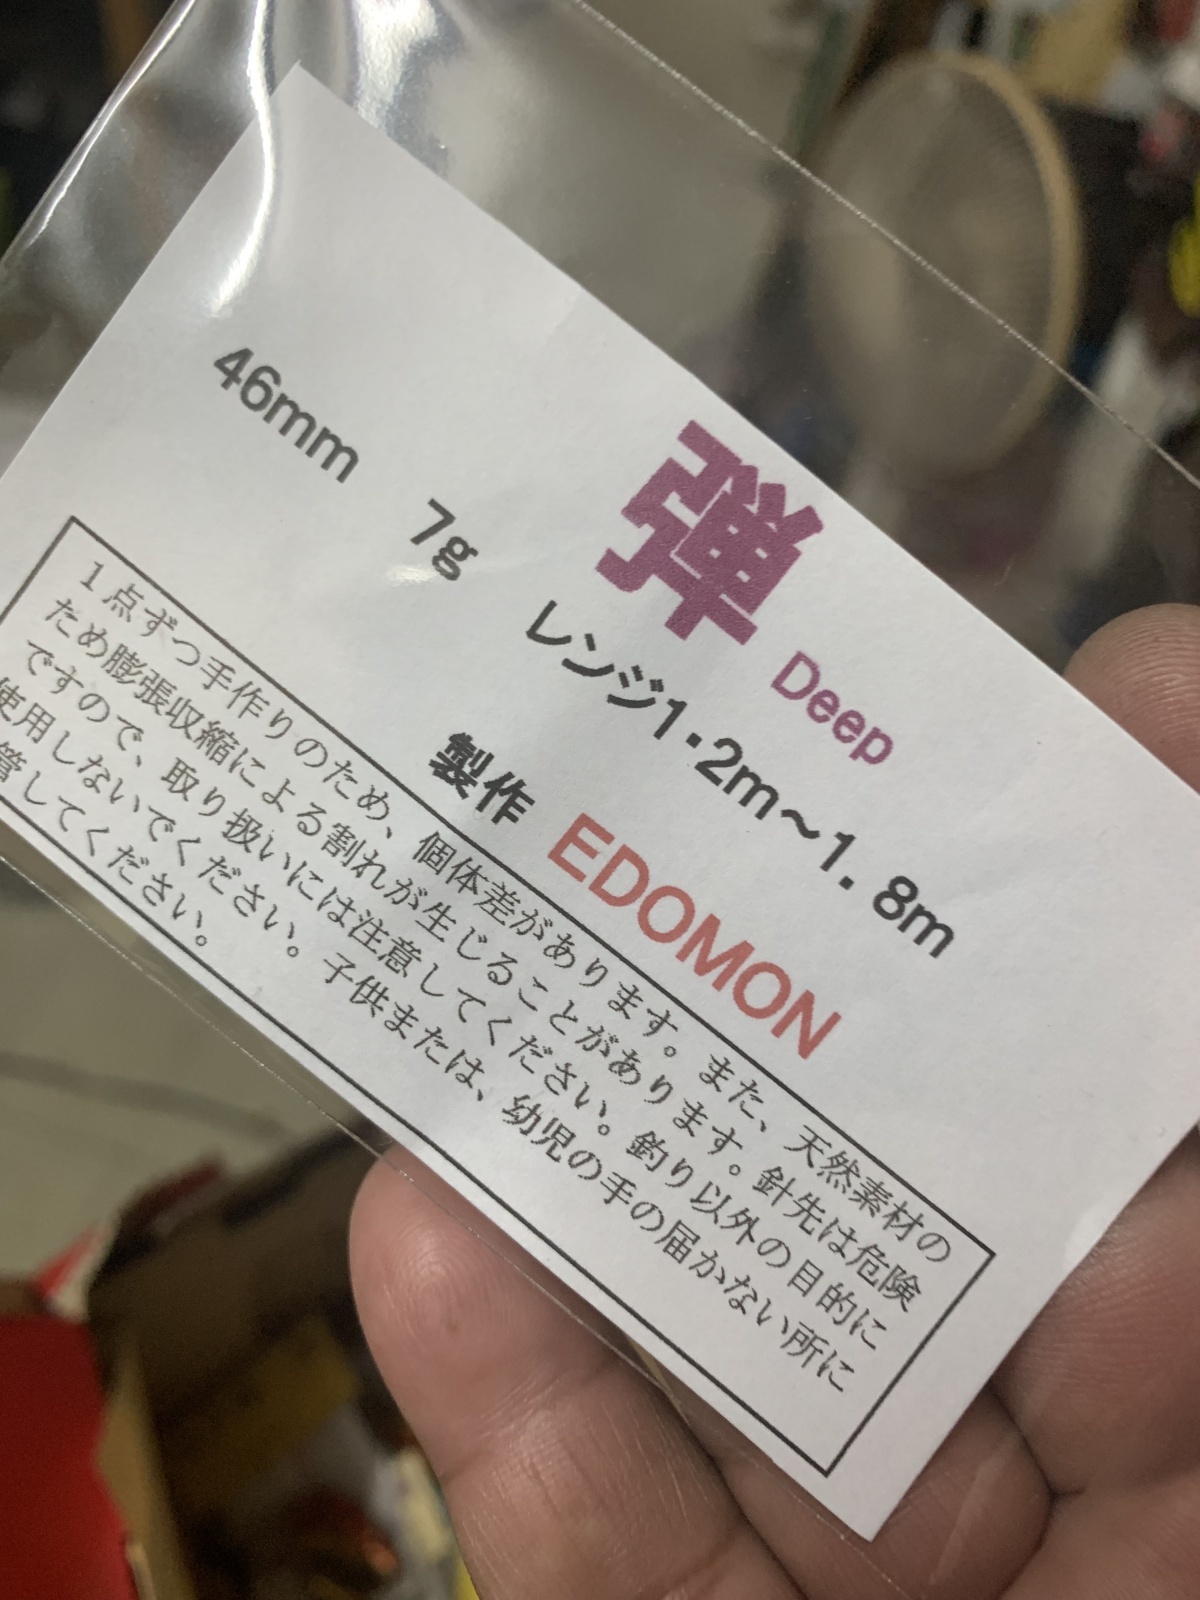 弾 Deep
46mm 7g レンジ1・2m～1. 8m
製作 EDOMON
１点ずつ手作りのため、個体差があります。また、天然素材の
ため膨張収縮による割れが生じることがあります。針先は危険
ですので、取り扱いには注意してください。釣り以外の目的に
使用しないでください。子供または、幼児の手の届かない所に
管してください。